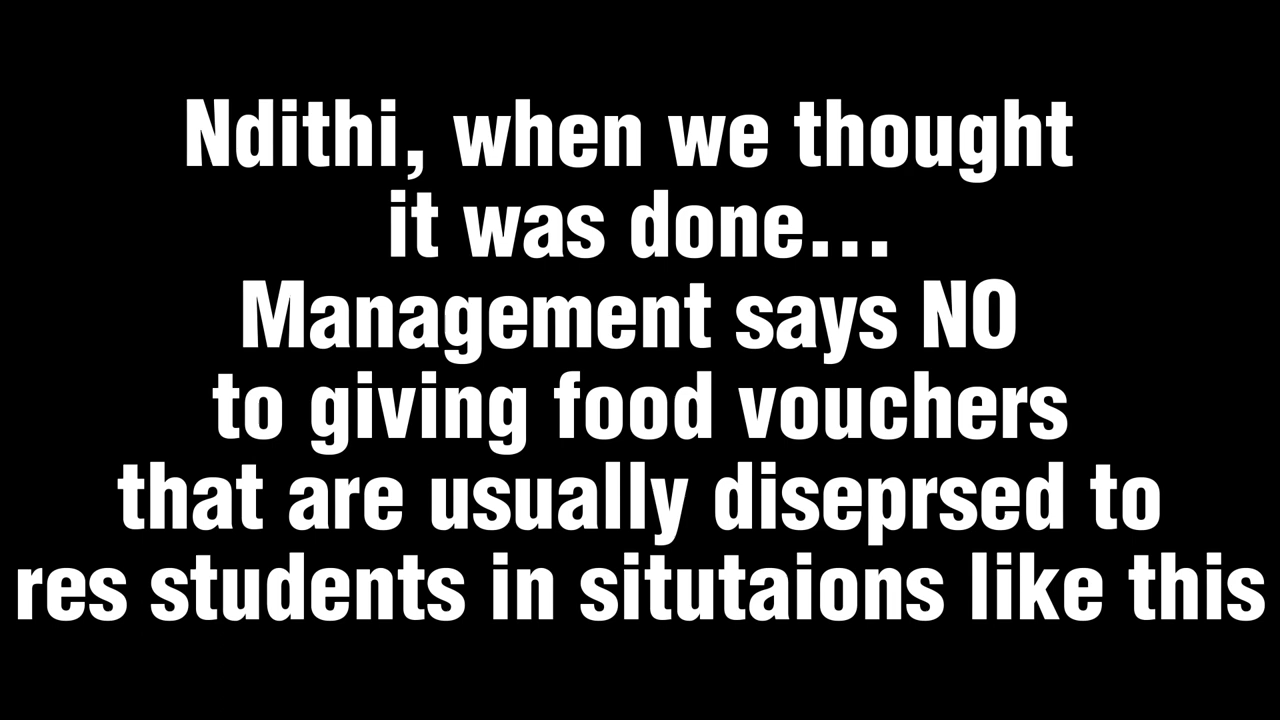 Ndithi, when we thought
it was done...
Management says NO
to giving food vouchers
that are usually diseprsed to
res students in situtaions like this